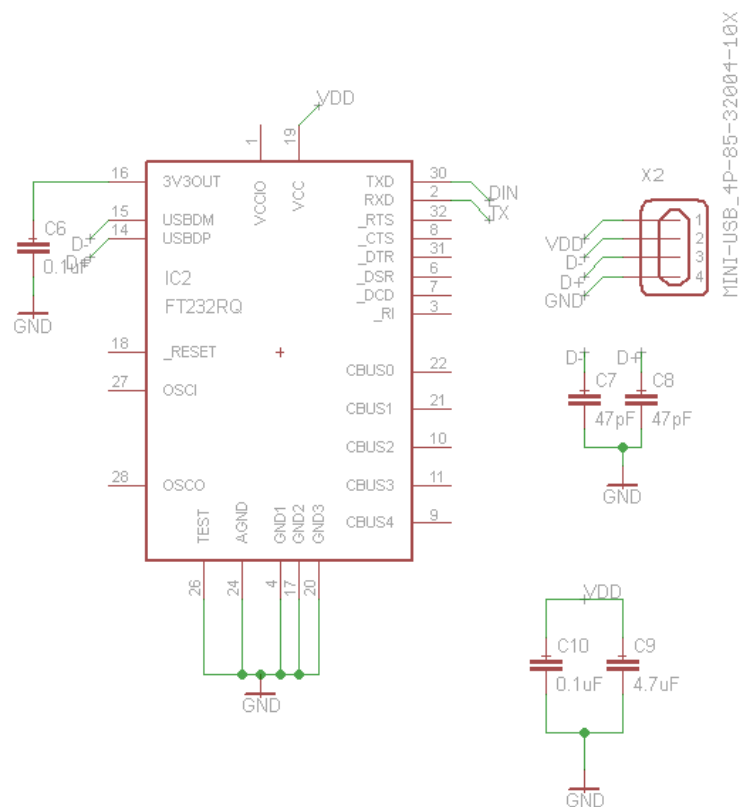 VDD
1
19
VCCIO
VCC
16
3V3OUT
15
USBDM
14
USBDP
D-
D+
C6
0.1uF
GND
IC2
FT232RQ
18
_RESET
27
OSCI
28
OSCO
TXD
30
DIN
RXD
2
TX
_RTS
32
_CTS
8
_DTR
31
_DSR
6
_DCD
7
_RI
3
CBUS0
22
CBUS1
21
CBUS2
10
CBUS3
11
CBUS4
9
TEST
AGND
GND1
GND2
GND3
26
24
4
17
20
GND
MINI-USB_4P-85-32004-10X
X2
VDD
1
D-
2
D+
3
GND
4
D-
D+
C7
C8
47pF
47pF
GND
VDD
C10
C9
0.1uF
4.7uF
GND